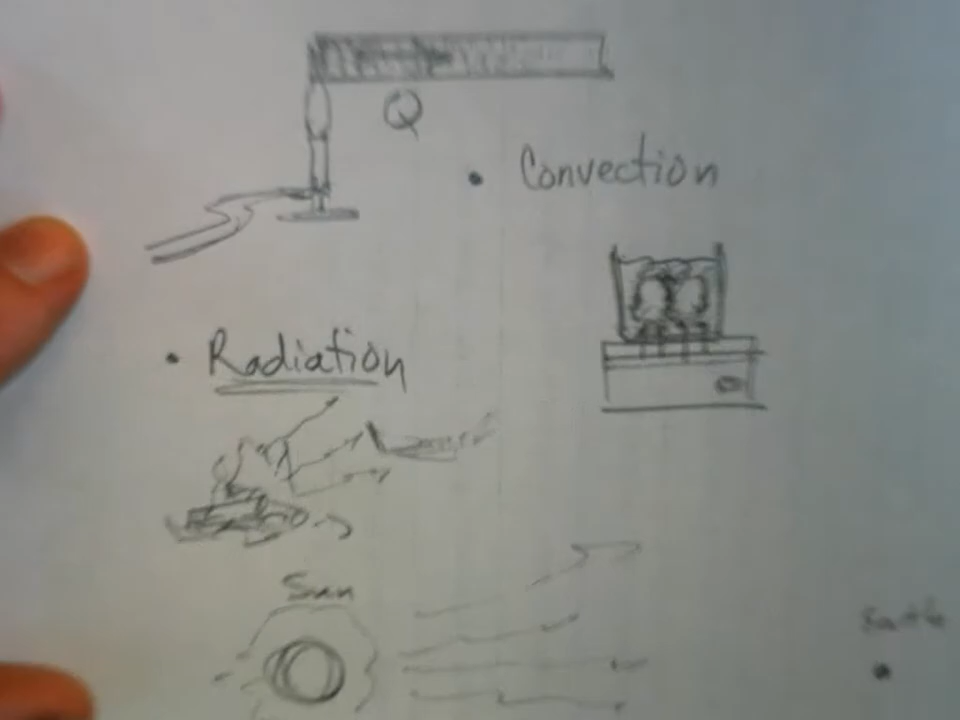 Q
• Convection
• Radiation
Sun
Earth